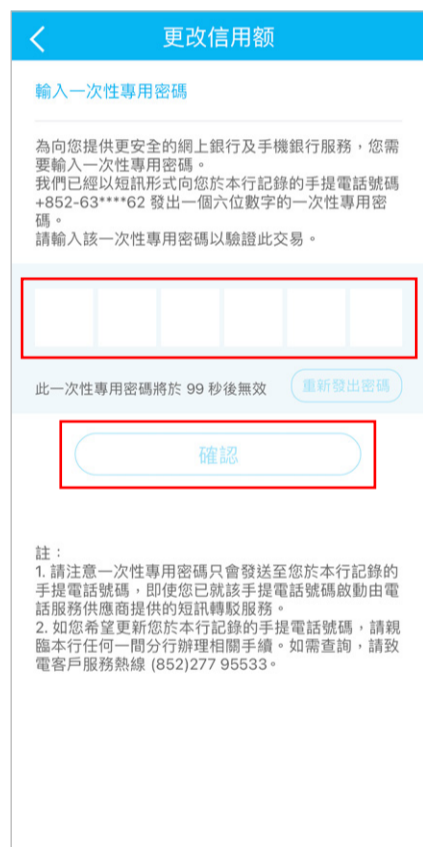 更改信用額
輸入一次性專用密碼
為向您提供更安全的網上銀行及手機銀行服務，您需
要輸入一次性專用密碼。
我們已經以短訊形式向您於本行記錄的手提電話號碼
+852-63****62 發出一個六位數字的一次性專用密
碼。
請輸入該一次性專用密碼以驗證此交易。
此一次性專用密碼將於 99 秒後無效
重新發出密碼
確認
註：
1. 請注意一次性專用密碼只會發送至您於本行記錄的
手提電話號碼，即使您已就該手提電話號碼啟動由電
話服務供應商提供的短訊轉駁服務。
2. 如您希望更新您於本行記錄的手提電話號碼，請親
臨本行任何一間分行辦理相關手續。如需查詢，請致
電客戶服務熱線 (852)277 95533。